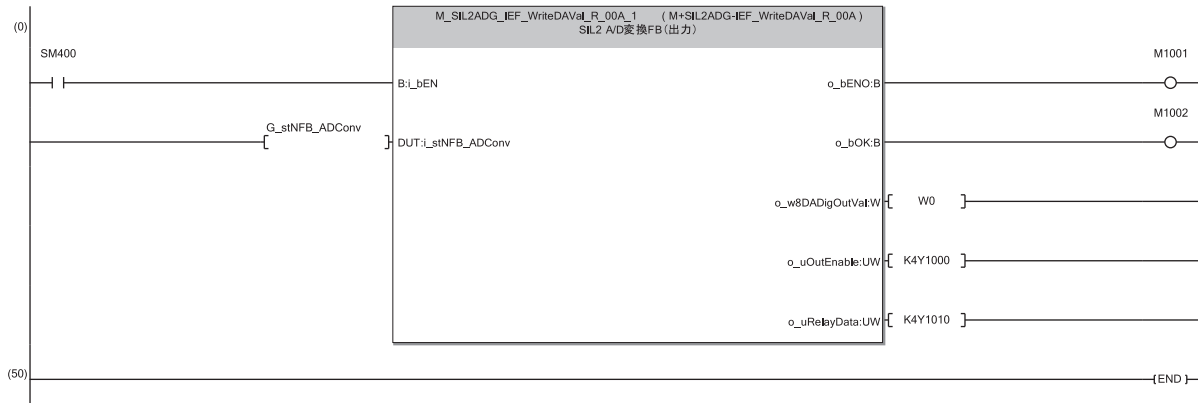 (0)
M_SIL2ADG_IEF_WriteDAVal_R_00A_1 ( M+SIL2ADG-IEF_WriteDAVal_R_00A )
SIL2 A/D変換FB(出力)
SM400
M1001
B:i_bEN
o_bENO:B
M1002
G_stNFB_ADConv
DUT:i_stNFB_ADConv
o_bOK:B
o_w8DADigOutVal:W
W0
o_uOutEnable:UW
K4Y1000
o_uRelayData:UW
K4Y1010
(50)
END